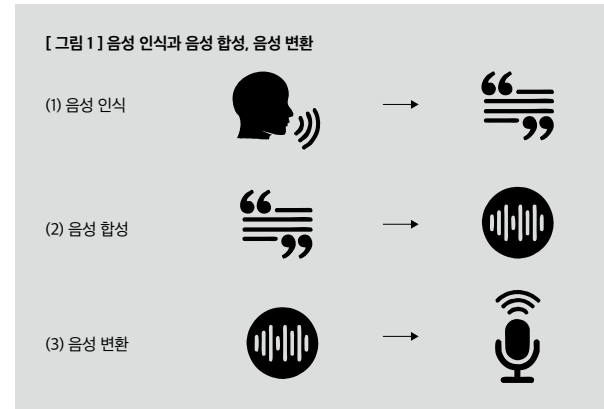 [ 그림 1 ] 음성 인식과 음성 합성, 음성 변환
(1) 음성 인식
(2) 음성 합성
(3) 음성 변환